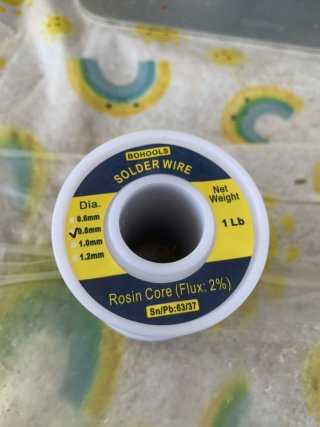 BOHOOLS
SOLDER WIRE
Dia.
0.6mm
0.8mm
1.0mm
1.2mm
Net
Weight
1 Lb
Rosin Core (Flux: 2%)
Sn/Pb:63/37